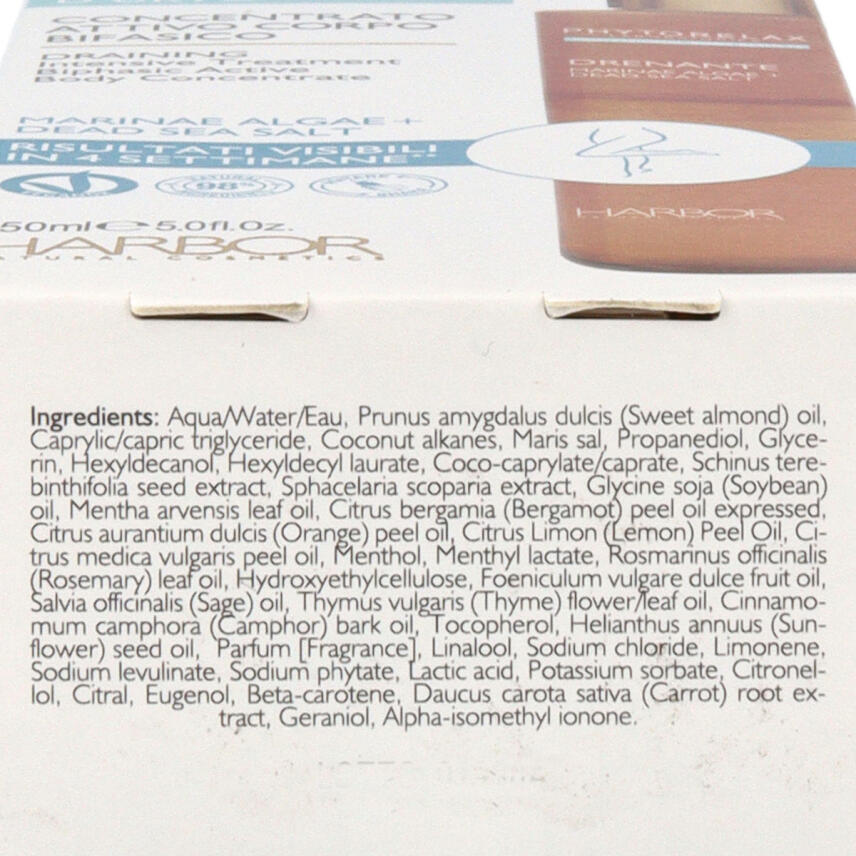 CONCENTRATO
ATTIVO CORPO
BIFASICO
DRAINING
Intensive Treatment
Biphasic Active
Body Concentrate
MARINAE ALGAE +
DEAD SEA SALT
RISULTATI VISIBILI
IN 4 SETTIMANE**
98%
50ml e 5.0fl.Oz.
HARBOR
NATURAL COSMETICS
PHYTORELAX
DRENANTE
MARINAE ALGAE +
DEAD SEA SALT
HARBOR
Ingredients: Aqua/Water/Eau, Prunus amygdalus dulcis (Sweet almond) oil,
Caprylic/capric triglyceride, Coconut alkanes, Maris sal, Propanediol, Glyce-
rin, Hexyldecanol, Hexyldecyl laurate, Coco-caprylate/caprate, Schinus tere-
binthifolia seed extract, Sphacelaria scoparia extract, Glycine soja (Soybean)
oil, Mentha arvensis leaf oil, Citrus bergamia (Bergamot) peel oil expressed,
Citrus aurantium dulcis (Orange) peel oil, Citrus Limon (Lemon) Peel Oil, Ci-
trus medica vulgaris peel oil, Menthol, Menthyl lactate, Rosmarinus officinalis
(Rosemary) leaf oil, Hydroxyethylcellulose, Foeniculum vulgare dulce fruit oil,
Salvia officinalis (Sage) oil, Thymus vulgaris (Thyme) flower/leaf oil, Cinnamo-
mum camphora (Camphor) bark oil, Tocopherol, Helianthus annuus (Sun-
flower) seed oil, Parfum [Fragrance], Linalool, Sodium chloride, Limonene,
Sodium levulinate, Sodium phytate, Lactic acid, Potassium sorbate, Citronel-
lol, Citral, Eugenol, Beta-carotene, Daucus carota sativa (Carrot) root ex-
tract, Geraniol, Alpha-isomethyl ionone.